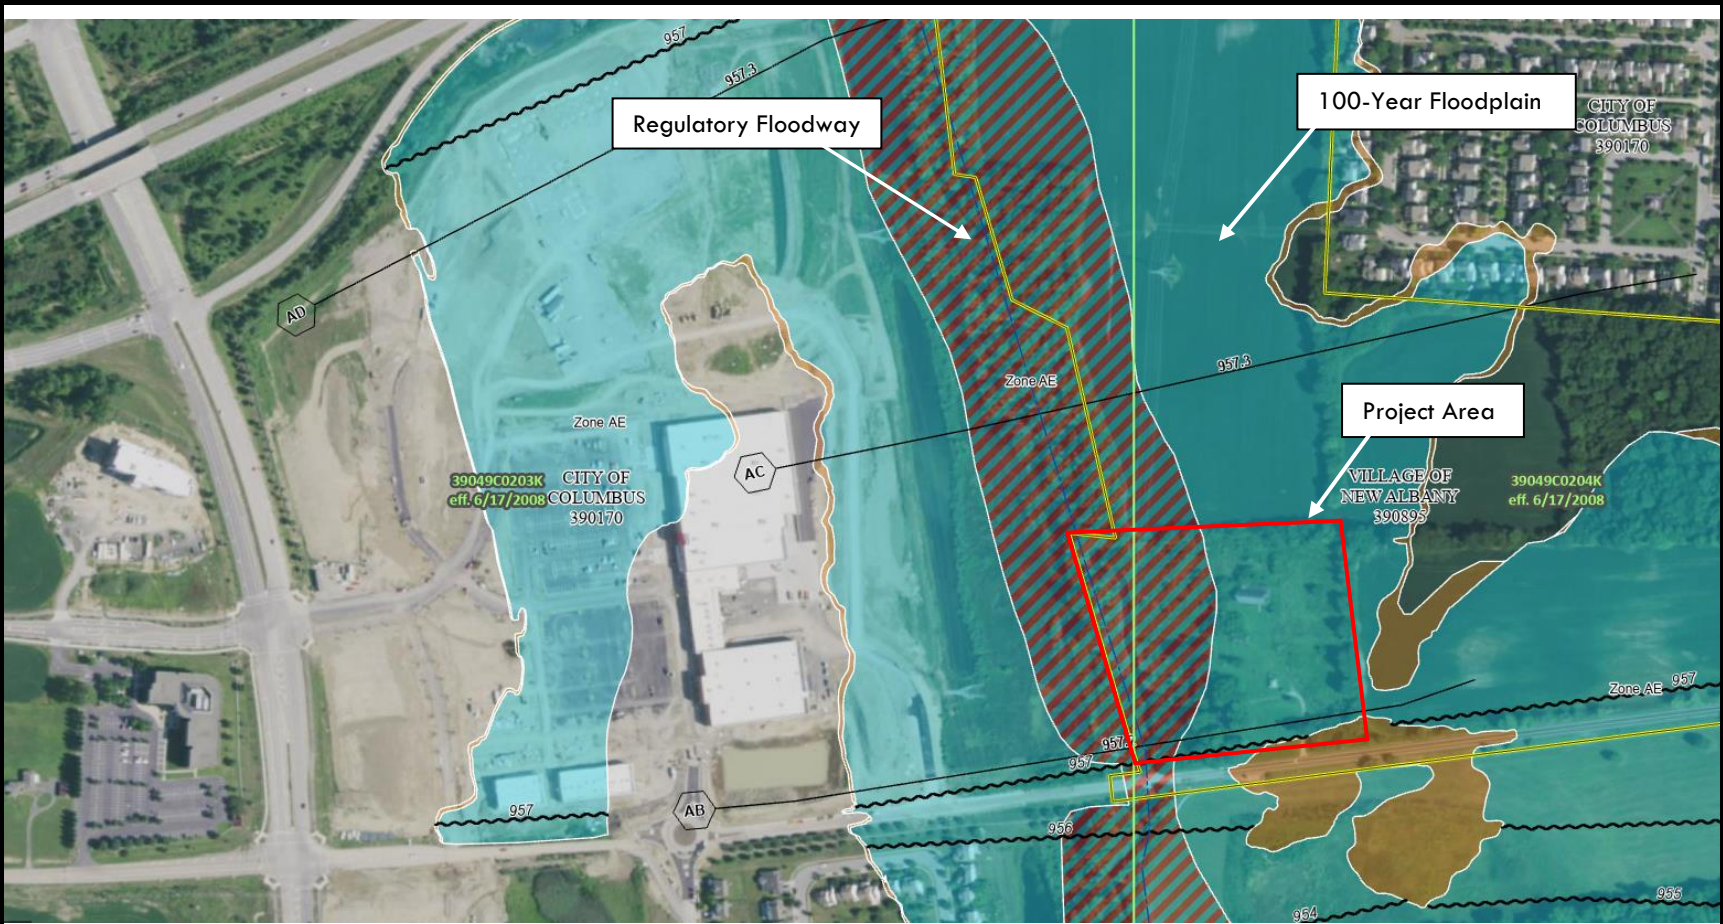 957
957.3
Regulatory Floodway
100-Year Floodplain
CITY OF
COLUMBUS
390170
AD
957.3
Zone AE
Project Area
Zone AE
AC
39049C0203K
eff. 6/17/2008
CITY OF
COLUMBUS
390170
VILLAGE OF
NEW ALBANY
390895
39049C0204K
eff. 6/17/2008
Zone AE
957
957
957
AB
957
956
955
954